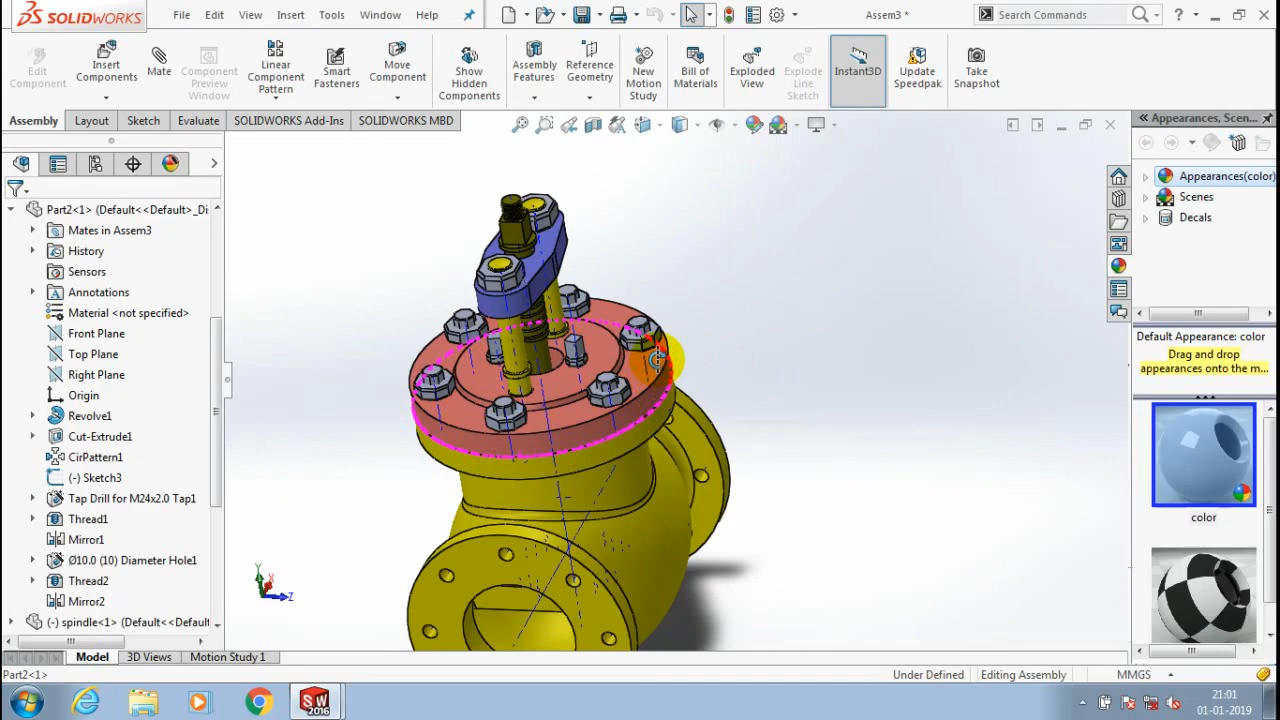 SOLIDWORKS
File Edit View Insert Tools Window Help
Assem3 *
Search Commands
Edit Component
Insert Components
Mate
Component Preview Window
Linear Component Pattern
Smart Fasteners
Move Component
Show Hidden Components
Assembly Features
Reference Geometry
New Motion Study
Bill of Materials
Exploded View
Explode Line Sketch
Instant3D
Update Speedpak
Take Snapshot
Assembly Layout Sketch Evaluate SOLIDWORKS Add-Ins SOLIDWORKS MBD
Part2<1> (Default<<Default>_Di
Mates in Assem3
History
Sensors
Annotations
Material <not specified>
Front Plane
Top Plane
Right Plane
Origin
Revolve1
Cut-Extrude1
CirPattern1
(-) Sketch3
Tap Drill for M24x2.0 Tap1
Thread1
Mirror1
Ø10.0 (10) Diameter Hole1
Thread2
Mirror2
(-) spindle<1> (Default<<Default
Y
X
Z
Appearances, Scen...
Appearances(color)
Scenes
Decals
Default Appearance: color
Drag and drop
appearances onto the m...
color
Model 3D Views Motion Study 1
Part2<1>
Under Defined Editing Assembly MMGS
SW
2016
21:01
01-01-2019